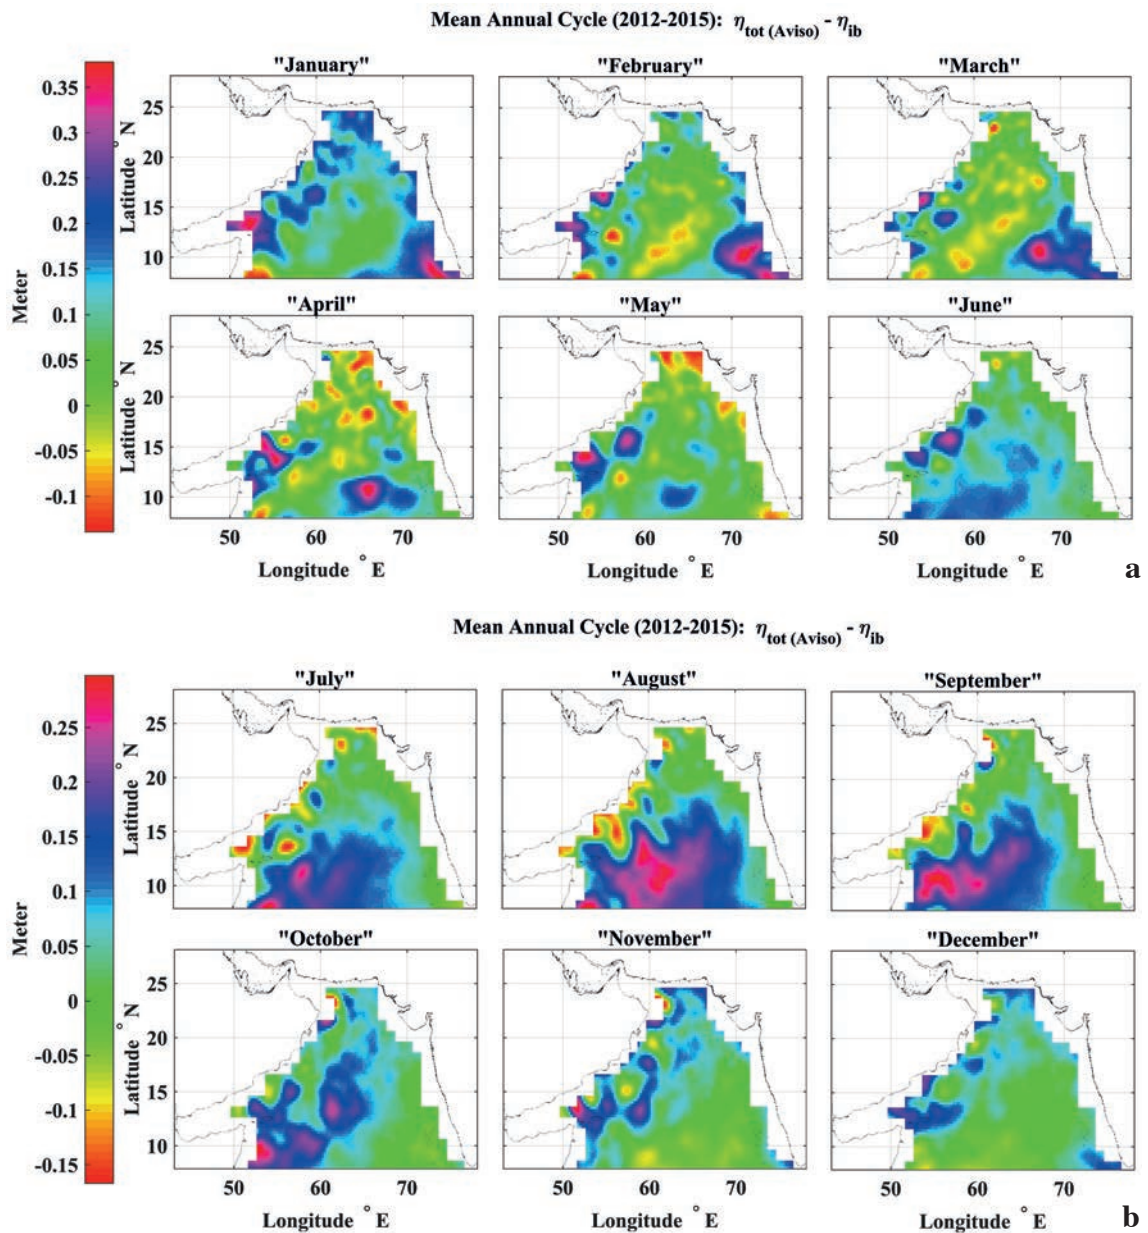 Mean Annual Cycle (2012-2015): η_tot (Aviso) - η_ib
"January" "February" "March"
0.35
0.3
0.25
0.2
0.15
0.1
0.05
0
-0.05
-0.1
Meter
25
20
15
10
Latitude ° N
"April" "May" "June"
25
20
15
10
Latitude ° N
50 60 70 50 60 70 50 60 70
Longitude ° E Longitude ° E Longitude ° E
a
Mean Annual Cycle (2012-2015): η_tot (Aviso) - η_ib
"July" "August" "September"
0.25
0.2
0.15
0.1
0.05
0
-0.05
-0.1
-0.15
Meter
25
20
15
10
Latitude ° N
"October" "November" "December"
25
20
15
10
Latitude ° N
50 60 70 50 60 70 50 60 70
Longitude ° E Longitude ° E Longitude ° E
b